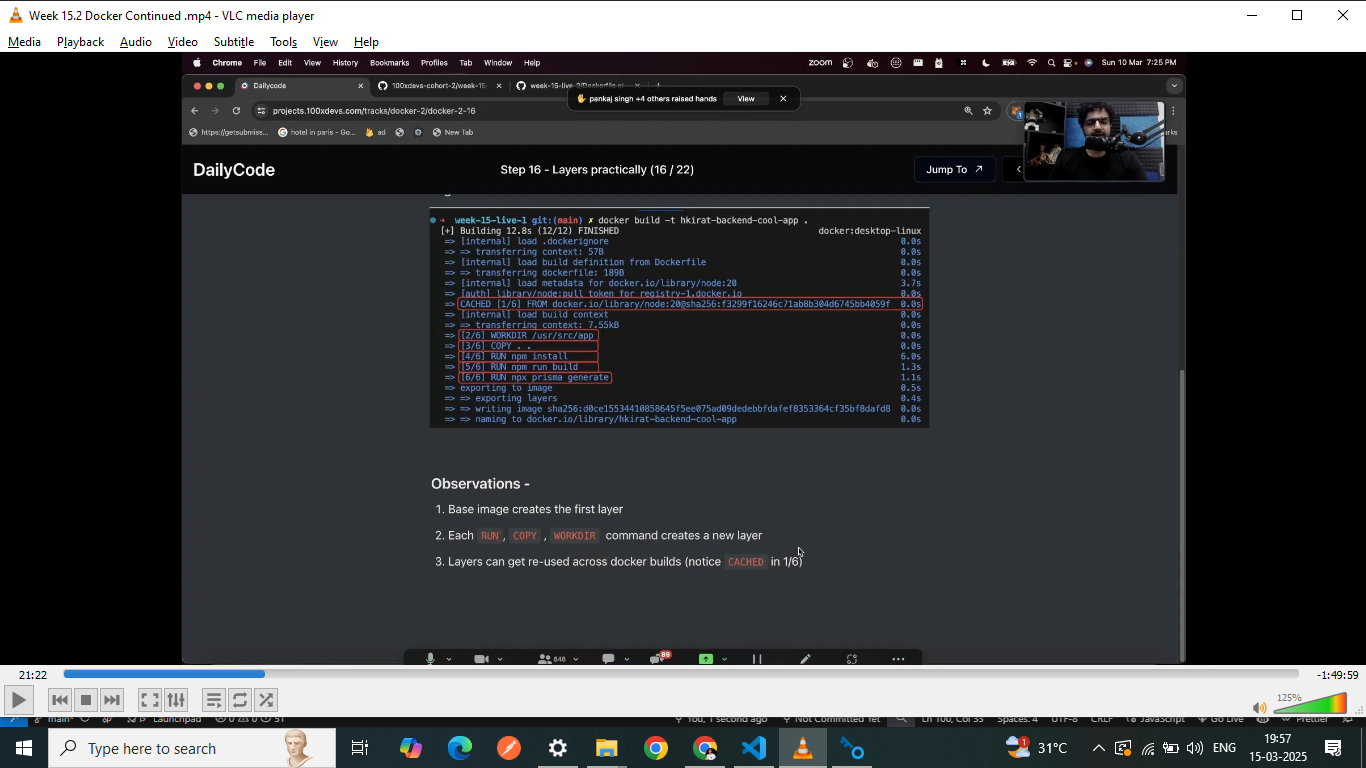 Week 15.2 Docker Continued .mp4 - VLC media player
Media Playback Audio Video Subtitle Tools View Help
Chrome File Edit View History Bookmarks Profiles Tab Window Help zoom Sun 10 Mar 7:25 PM
Dailycode 100xdevs-cohort-2/week-15- week-15-live-2/Dockerfile at
pankaj singh +4 others raised hands View
projects.100xdevs.com/tracks/docker-2/docker-2-16
https://getsubmiss... hotel in paris - Go... ad New Tab
DailyCode Step 16 - Layers practically (16 / 22) Jump To ↗ <
➜ week-15-live-1 git:(main) ✗ docker build -t hkirat-backend-cool-app .
[+] Building 12.8s (12/12) FINISHED docker:desktop-linux
=> [internal] load .dockerignore 0.0s
=> => transferring context: 57B 0.0s
=> [internal] load build definition from Dockerfile 0.0s
=> => transferring dockerfile: 189B 0.0s
=> [internal] load metadata for docker.io/library/node:20 3.7s
=> [auth] library/node:pull token for registry-1.docker.io 0.0s
=> CACHED [1/6] FROM docker.io/library/node:20@sha256:f3299f16246c71ab8b304d6745bb4059f 0.0s
=> [internal] load build context 0.0s
=> => transferring context: 7.55kB 0.0s
=> [2/6] WORKDIR /usr/src/app 0.0s
=> [3/6] COPY . . 0.0s
=> [4/6] RUN npm install 6.0s
=> [5/6] RUN npm run build 1.3s
=> [6/6] RUN npx prisma generate 1.1s
=> exporting to image 0.5s
=> => exporting layers 0.4s
=> => writing image sha256:d0ce15534410858645f5ee075ad09dedebbfdafef8353364cf35bf8dafd8 0.0s
=> => naming to docker.io/library/hkirat-backend-cool-app 0.0s
Observations -
1. Base image creates the first layer
2. Each RUN , COPY , WORKDIR command creates a new layer
3. Layers can get re-used across docker builds (notice CACHED in 1/6)
848 89
21:22 -1:49:59
125%
main* Launchpad 0 0 51 You, 1 second ago Not Committed Yet Ln 100, Col 33 Spaces: 4 UTF-8 CRLF JavaScript Go Live Prettier
Type here to search 1 31°C ENG 19:57
15-03-2025